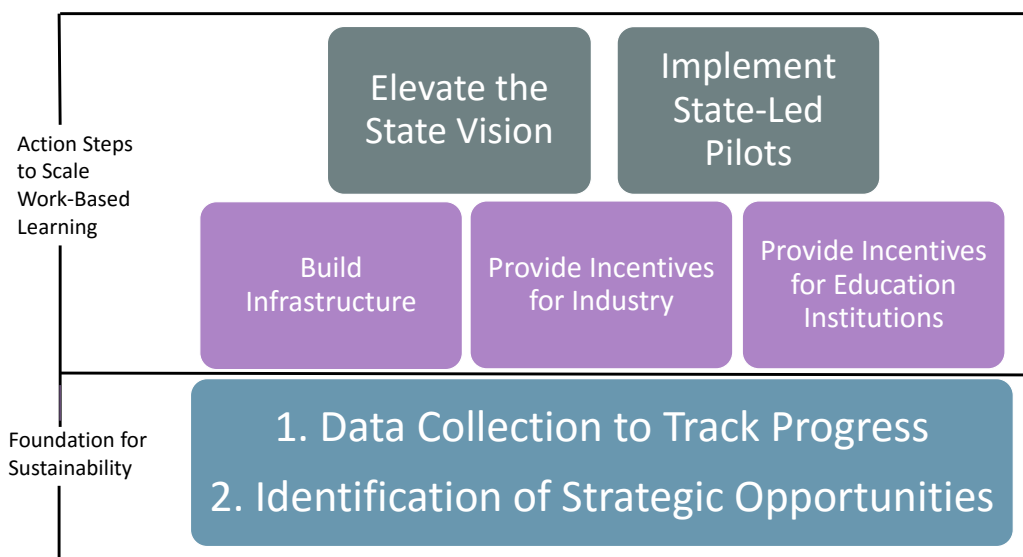 Elevate the
State Vision
Implement
State-Led
Pilots
Action Steps
to Scale
Work-Based
Learning
Build
Infrastructure
Provide Incentives
for Industry
Provide Incentives
for Education
Institutions
Foundation for
Sustainability
1. Data Collection to Track Progress
2. Identification of Strategic Opportunities